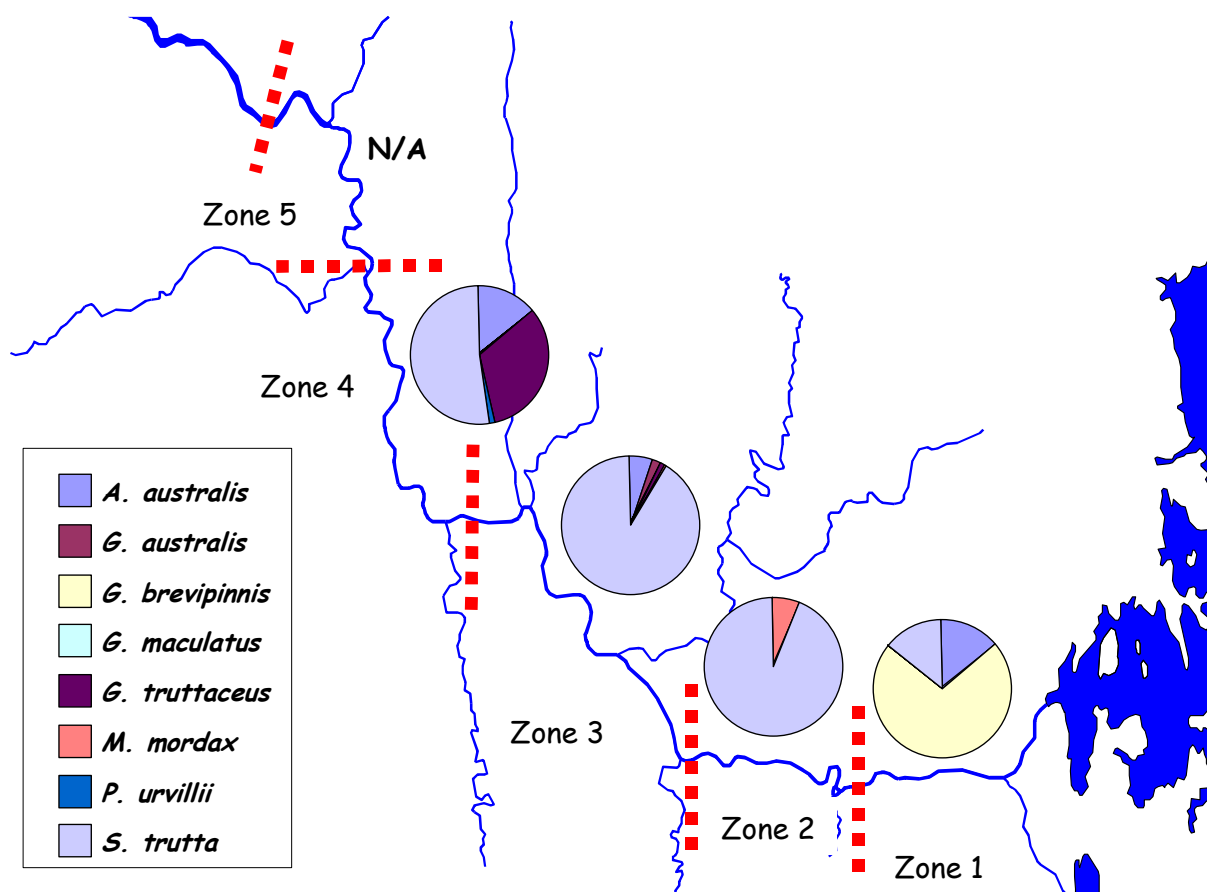 N/A
Zone 5
Zone 4
A. australis
G. australis
G. brevipinnis
G. maculatus
G. truttaceus
M. mordax
P. urvillii
S. trutta
Zone 3
Zone 2
Zone 1